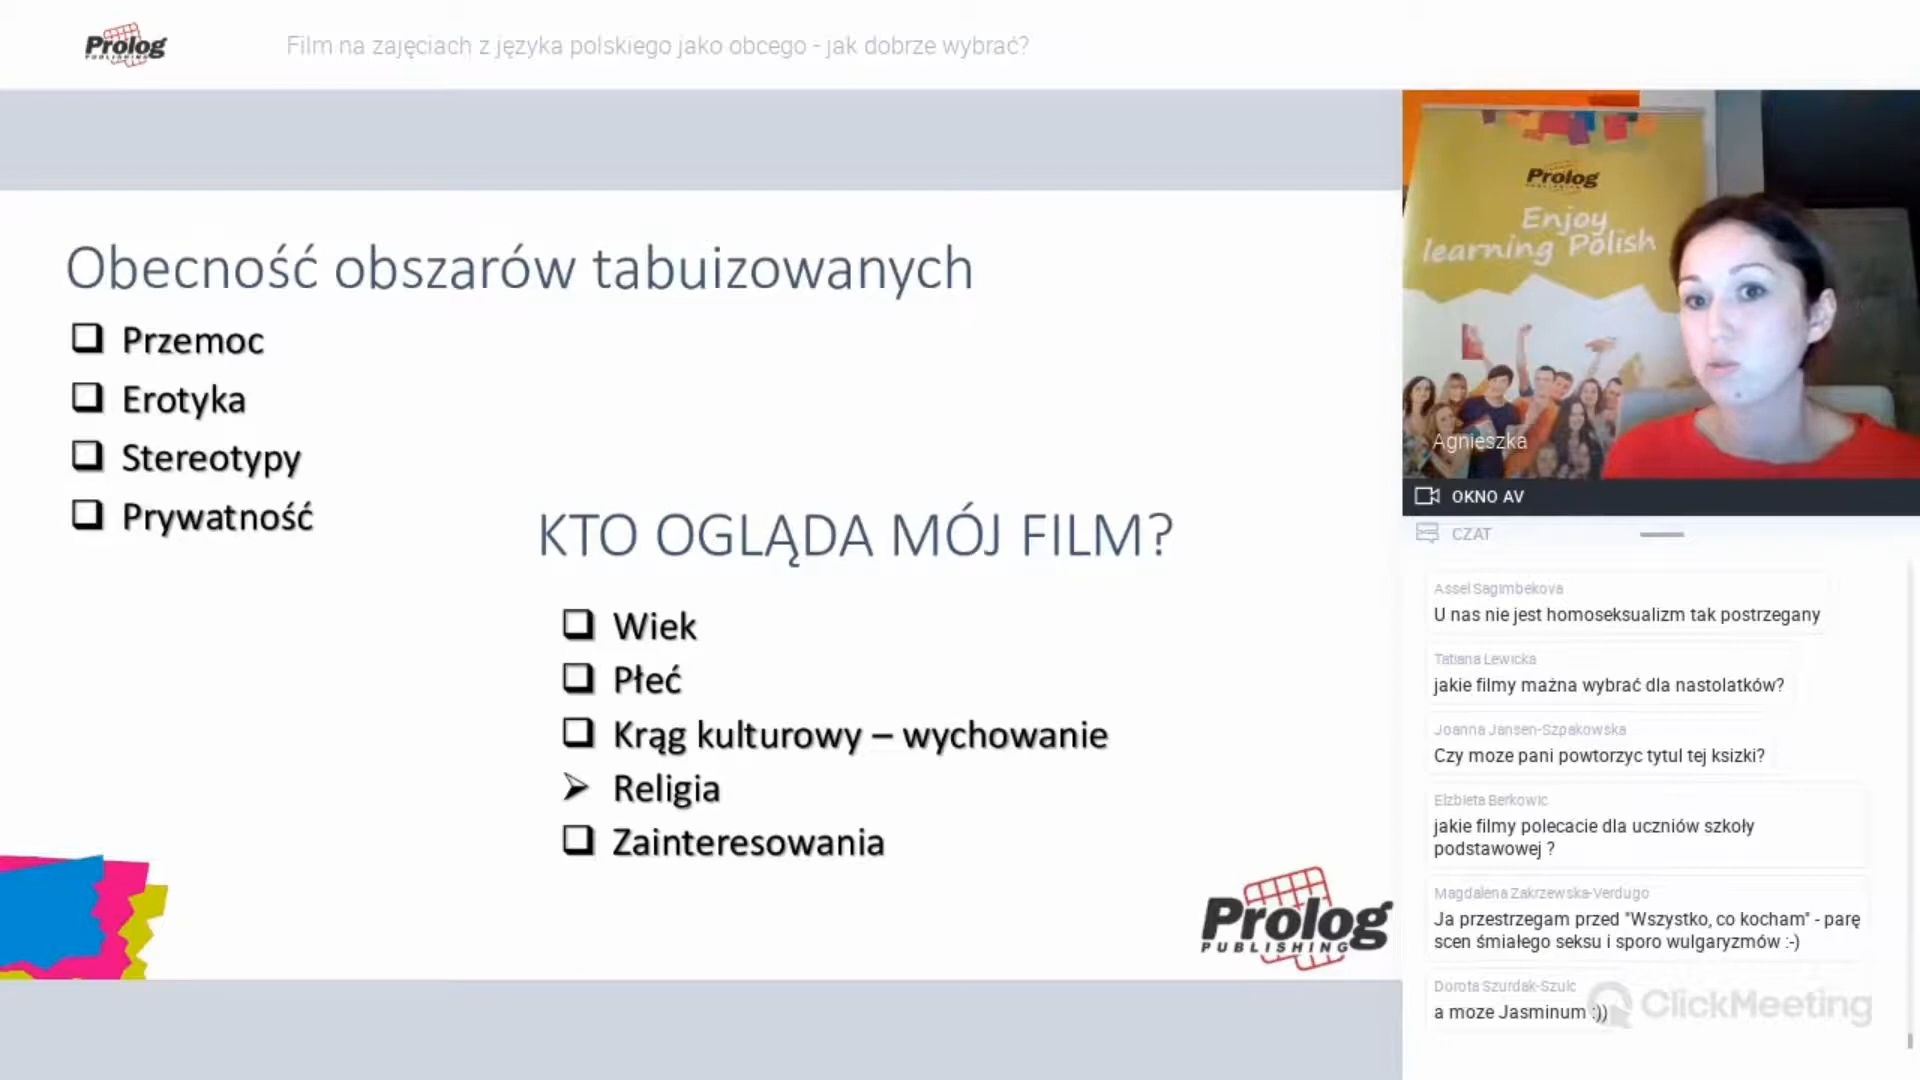 Prolog
PUBLISHING
Film na zajęciach z języka polskiego jako obcego - jak dobrze wybrać?
Obecność obszarów tabuizowanych
Przemoc
Erotyka
Stereotypy
Prywatność
KTO OGLĄDA MÓJ FILM?
Wiek
Płeć
Krąg kulturowy – wychowanie
Religia
Zainteresowania
Prolog
PUBLISHING
Prolog
Enjoy
learning Polish
Agnieszka
OKNO AV
CZAT
Assel Sagimbekova
U nas nie jest homoseksualizm tak postrzegany
Tatiana Lewicka
jakie filmy mażna wybrać dla nastolatków?
Joanna Jansen-Szpakowska
Czy moze pani powtorzyc tytul tej ksizki?
Elzbieta Berkowic
jakie filmy polecacie dla uczniów szkoły
podstawowej ?
Magdalena Zakrzewska-Verdugo
Ja przestrzegam przed "Wszystko, co kocham" - parę
scen śmiałego seksu i sporo wulgaryzmów :-)
Dorota Szurdak-Szulc
a moze Jasminum :))
ClickMeeting